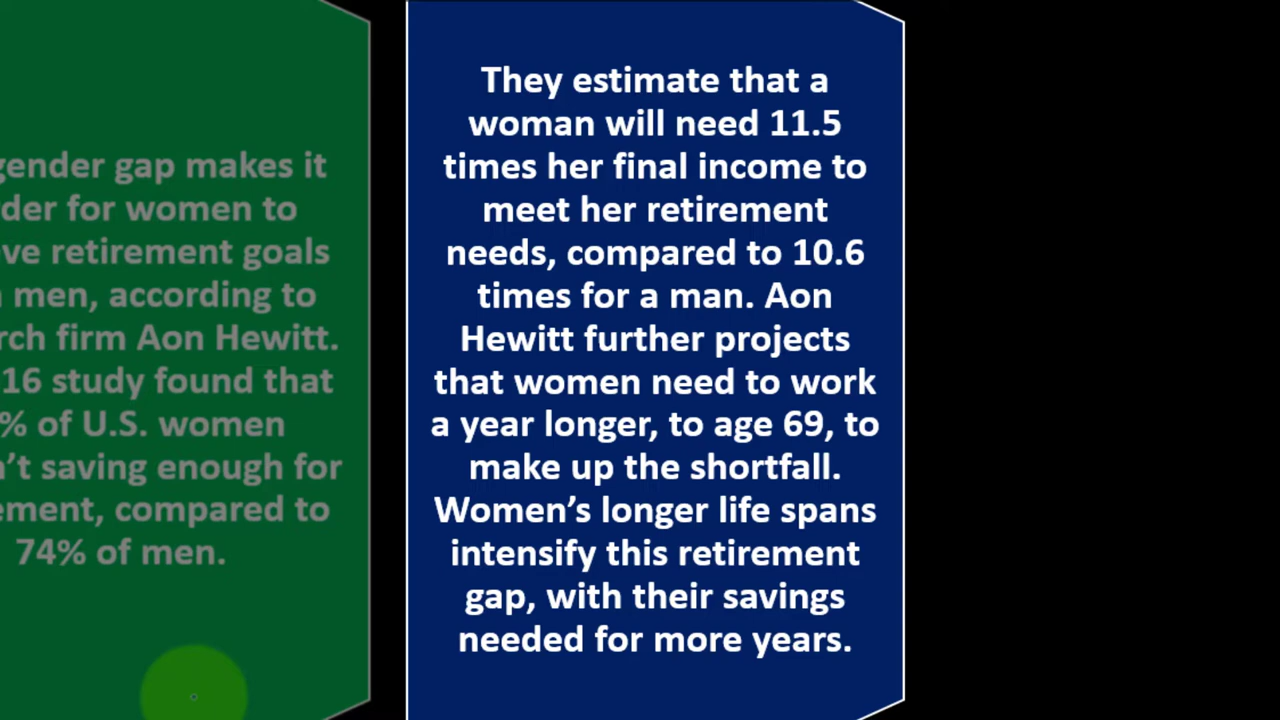 gender gap makes it
for women to
retirement goals
men, according to
firm Aon Hewitt.
16 study found that
% of U.S. women
saving enough for
compared to
74% of men.
They estimate that a
woman will need 11.5
times her final income to
meet her retirement
needs, compared to 10.6
times for a man. Aon
Hewitt further projects
that women need to work
a year longer, to age 69, to
make up the shortfall.
Women’s longer life spans
intensify this retirement
gap, with their savings
needed for more years.